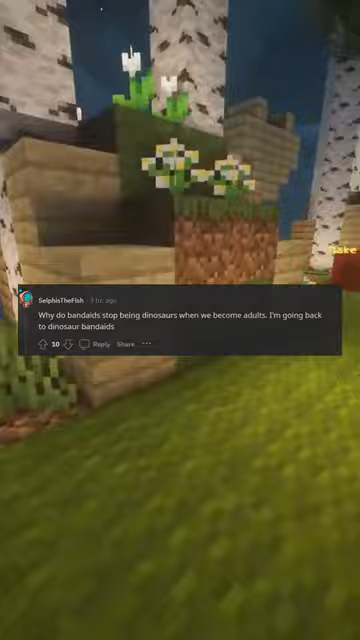 Make
SelphisTheFish · 3 hr. ago
Why do bandaids stop being dinosaurs when we become adults. I'm going back
to dinosaur bandaids
10 Reply Share ...